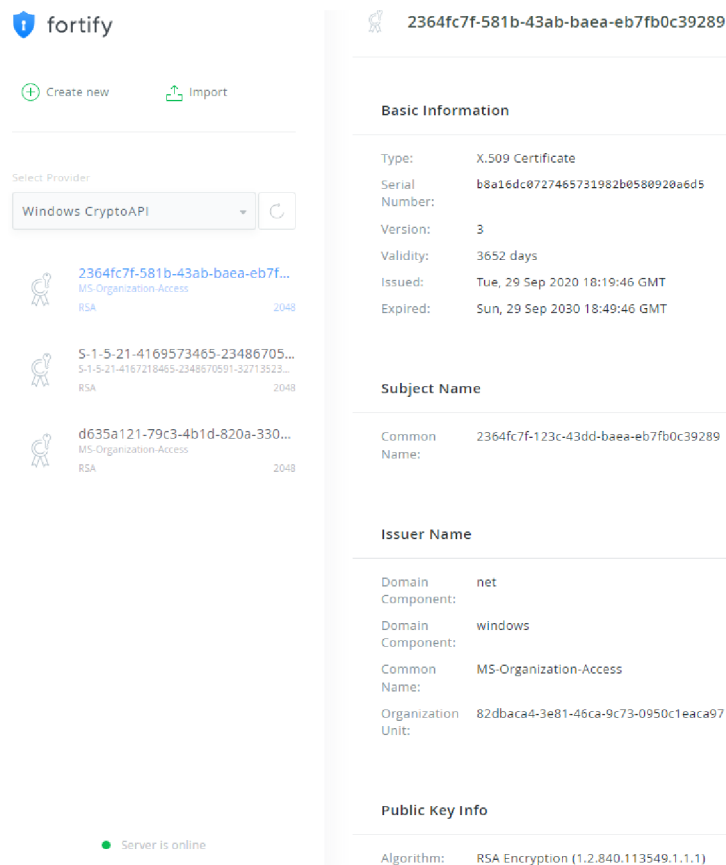 fortify
Create new
Import
Select Provider
Windows CryptoAPI
2364fc7f-581b-43ab-baea-eb7f...
MS-Organization-Access
RSA
2048
S-1-5-21-4169573465-23486705...
S-1-5-21-4167218465-2348670591-32713523...
RSA
2048
d635a121-79c3-4b1d-820a-330...
MS-Organization-Access
RSA
2048
Server is online
2364fc7f-581b-43ab-baea-eb7fb0c39289
Basic Information
Type: X.509 Certificate
Serial b8a16dc0727465731982b0580920a6d5
Number:
Version: 3
Validity: 3652 days
Issued: Tue, 29 Sep 2020 18:19:46 GMT
Expired: Sun, 29 Sep 2030 18:49:46 GMT
Subject Name
Common 2364fc7f-123c-43dd-baea-eb7fb0c39289
Name:
Issuer Name
Domain net
Component:
Domain windows
Component:
Common MS-Organization-Access
Name:
Organization 82dbaca4-3e81-46ca-9c73-0950c1eaca97
Unit:
Public Key Info
Algorithm: RSA Encryption (1.2.840.113549.1.1.1)